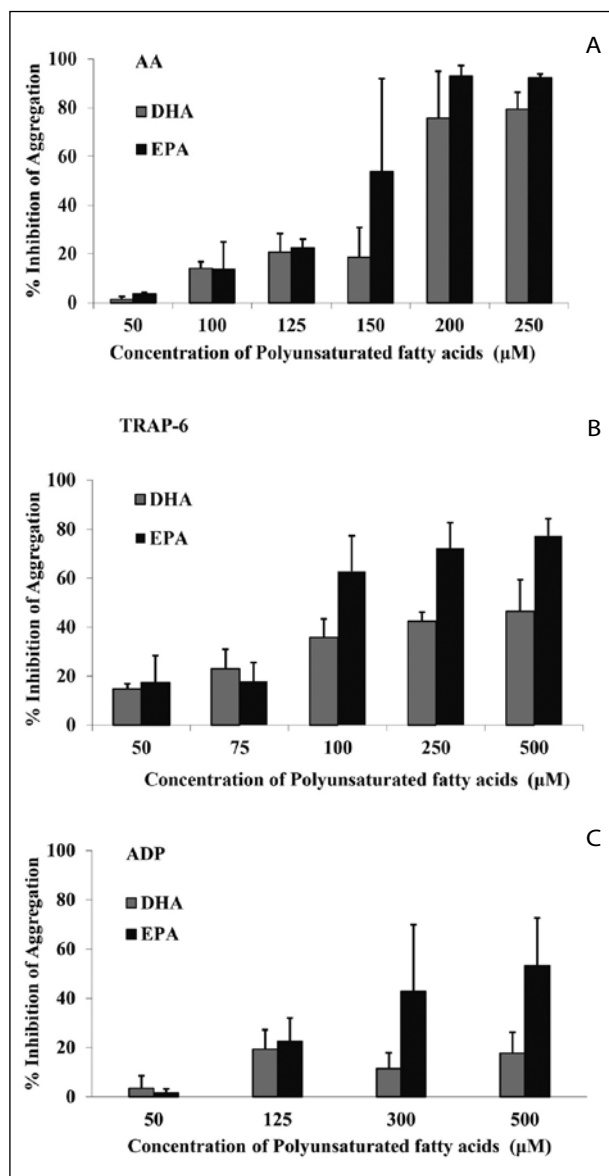 A
AA
DHA
EPA
% Inhibition of Aggregation
100
80
60
40
20
0
50 100 125 150 200 250
Concentration of Polyunsaturated fatty acids (μM)
B
TRAP-6
DHA
EPA
% Inhibition of Aggregation
100
80
60
40
20
0
50 75 100 250 500
Concentration of Polyunsaturated fatty acids (μM)
C
ADP
DHA
EPA
% Inhibition of Aggregation
100
80
60
40
20
0
50 125 300 500
Concentration of Polyunsaturated fatty acids (μM)